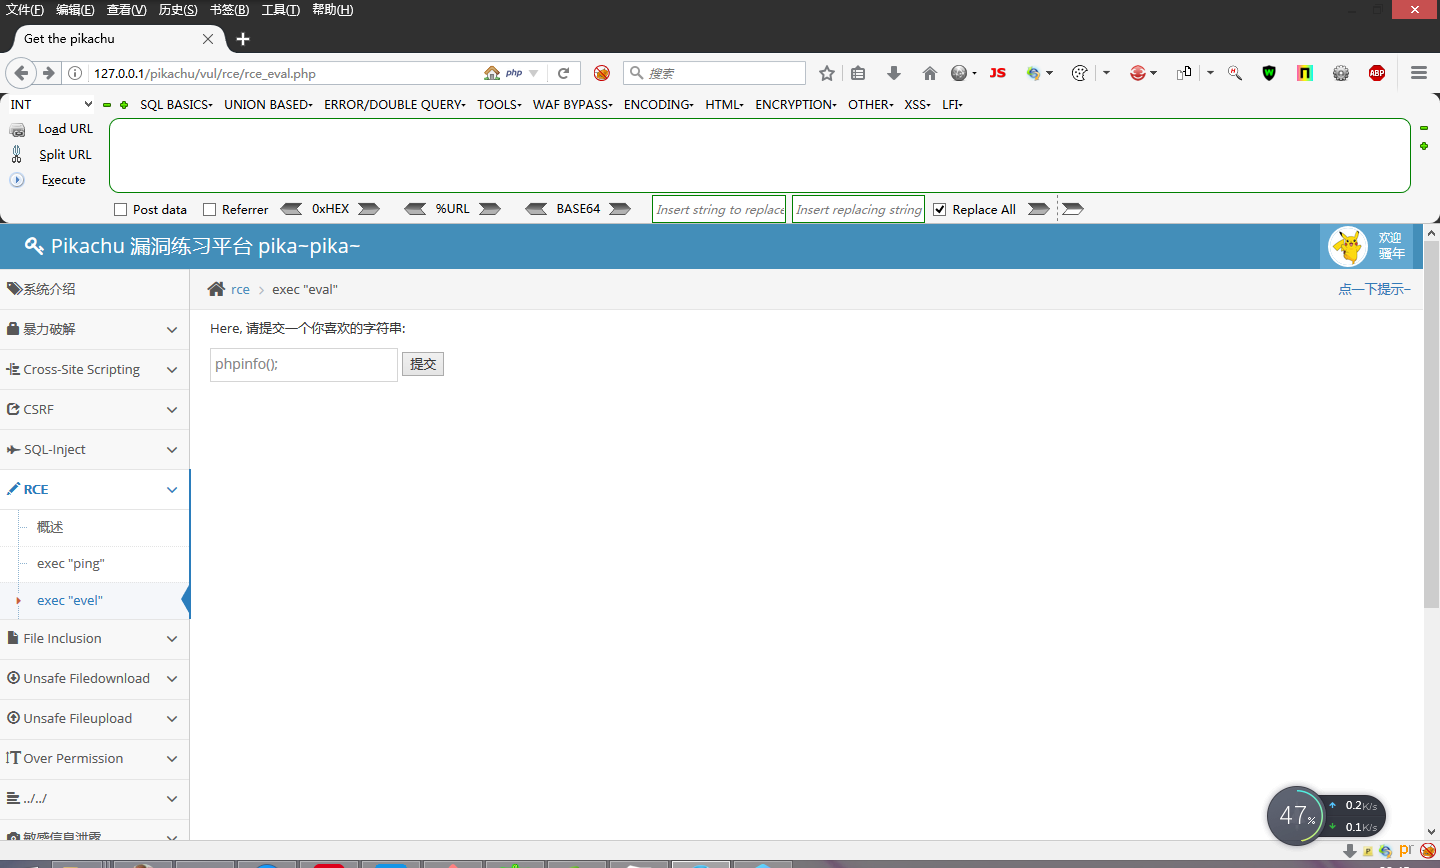 文件(F) 编辑(E) 查看(V) 历史(S) 书签(B) 工具(T) 帮助(H)
Get the pikachu
127.0.0.1/pikachu/vul/rce/rce_eval.php php 搜索 JS ABP
INT SQL BASICS UNION BASED ERROR/DOUBLE QUERY TOOLS WAF BYPASS ENCODING HTML ENCRYPTION OTHER XSS LFI
Load URL
Split URL
Execute
Post data Referrer 0xHEX %URL BASE64 Insert string to replace Insert replacing string Replace All
Pikachu 漏洞练习平台 pika~pika~
欢迎
骚年
系统介绍
rce exec "eval"
点一下提示~
Here, 请提交一个你喜欢的字符串:
phpinfo(); 提交
暴力破解
Cross-Site Scripting
CSRF
SQL-Inject
RCE
概述
exec "ping"
exec "evel"
File Inclusion
Unsafe Filedownload
Unsafe Fileupload
Over Permission
../../
敏感信息泄露
47%
0.2K/s
0.1K/s
pr